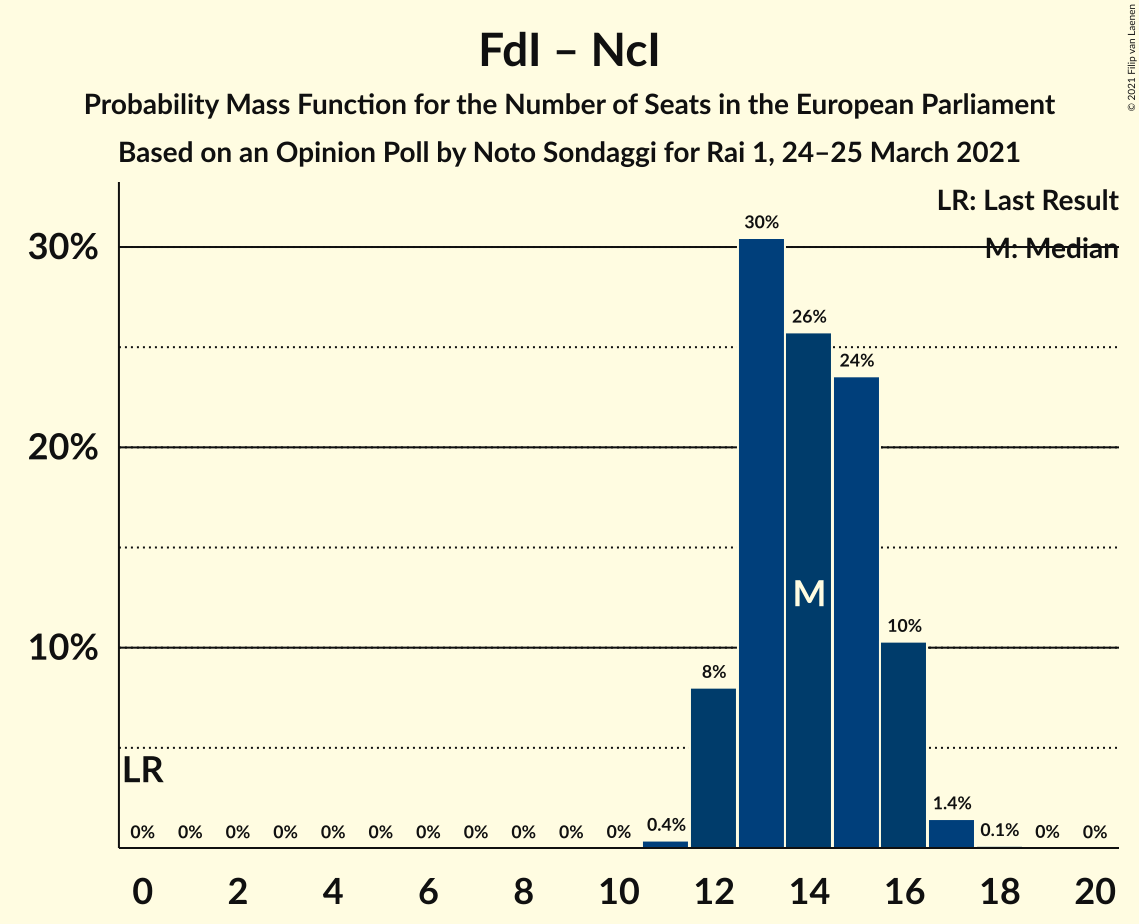 FdI – NcI
Probability Mass Function for the Number of Seats in the European Parliament
Based on an Opinion Poll by Noto Sondaggi for Rai 1, 24–25 March 2021
© 2021 Filip van Laenen
LR: Last Result
M: Median
30%
20%
10%
30%
26%
24%
M
10%
8%
LR
1.4%
0% 0% 0% 0% 0% 0% 0% 0% 0% 0% 0% 0.4% 0.1% 0% 0%
0 2 4 6 8 10 12 14 16 18 20